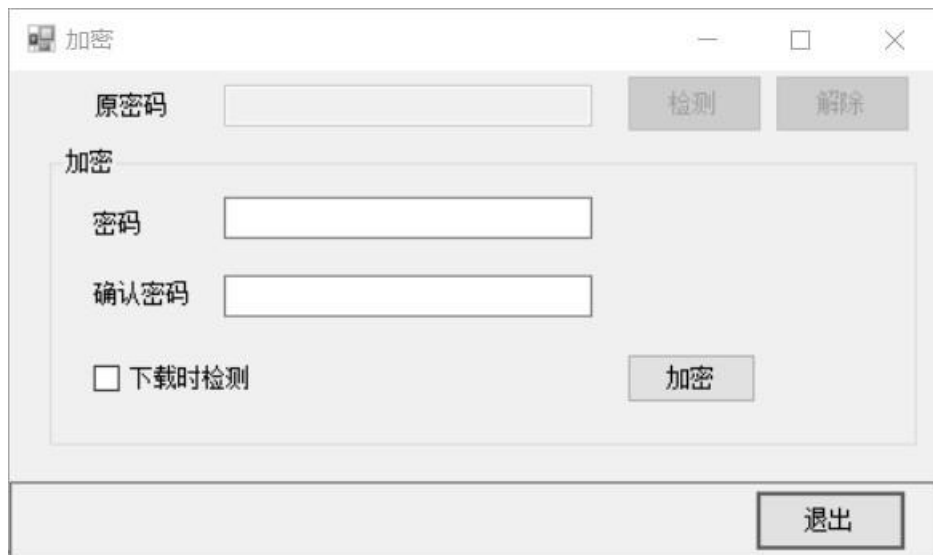 加密
原密码 检测 解除
加密
密码
确认密码
下载时检测 加密
退出